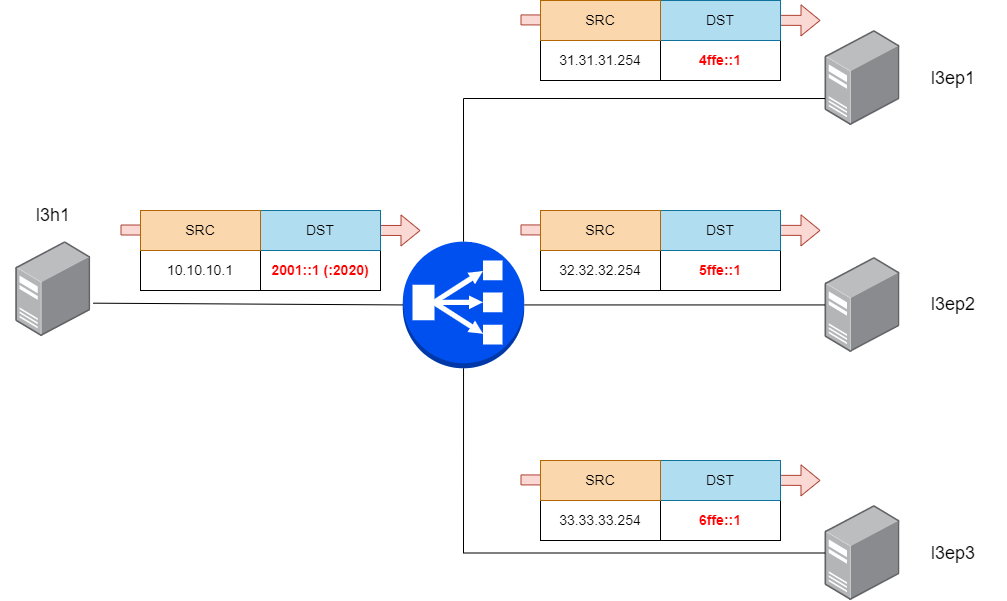 SRC DST
31.31.31.254 4ffe::1
l3ep1
l3h1
SRC DST
10.10.10.1 2001::1 (:2020)
SRC DST
32.32.32.254 5ffe::1
l3ep2
SRC DST
33.33.33.254 6ffe::1
l3ep3